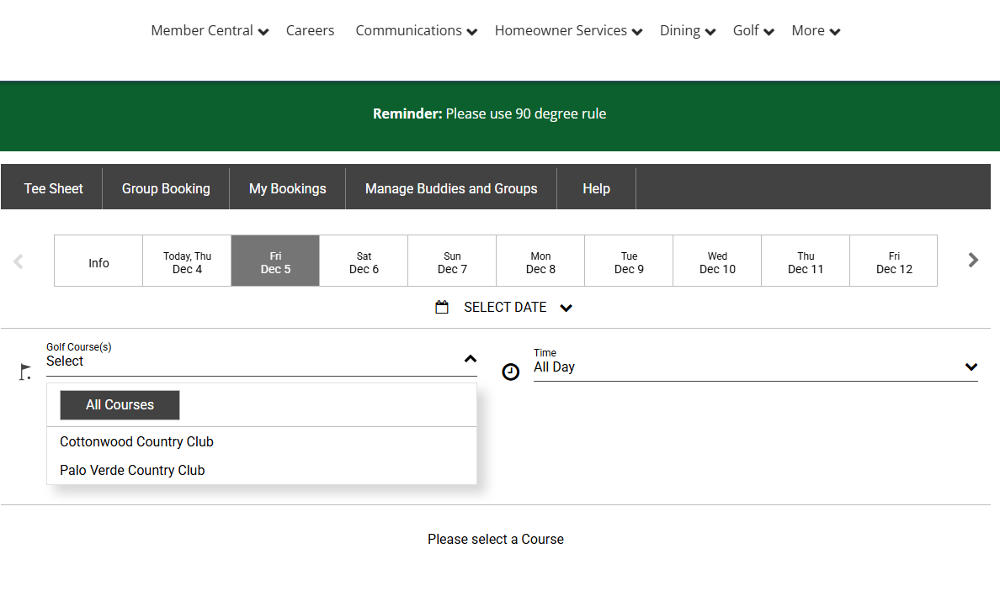 Member Central Careers Communications Homeowner Services Dining Golf More
Reminder: Please use 90 degree rule
Tee Sheet Group Booking My Bookings Manage Buddies and Groups Help
Info
Today, Thu
Dec 4
Fri
Dec 5
Sat
Dec 6
Sun
Dec 7
Mon
Dec 8
Tue
Dec 9
Wed
Dec 10
Thu
Dec 11
Fri
Dec 12
SELECT DATE
Golf Course(s)
Select
Time
All Day
All Courses
Cottonwood Country Club
Palo Verde Country Club
Please select a Course